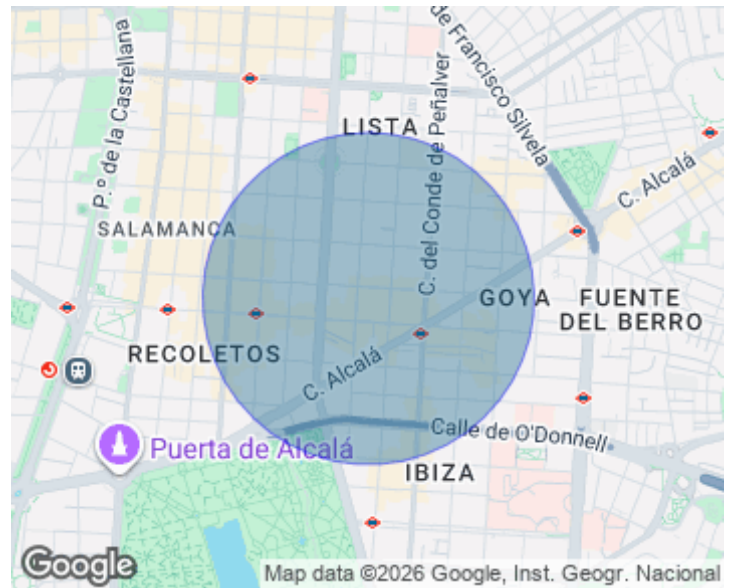 de Francisco Silvela
P.º de la Castellana
LISTA
C. del Conde de Peñalver
C. Alcalá
SALAMANCA
GOYA
FUENTE
DEL BERRO
RECOLETOS
C. Alcalá
Puerta de Alcalá
Calle de O'Donnell
IBIZA
Google
Map data ©2026 Google, Inst. Geogr. Nacional